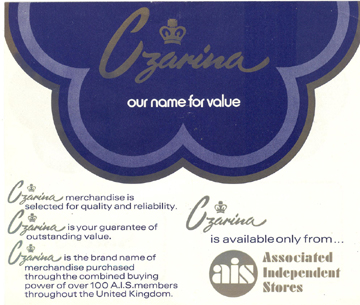 Czarina
our name for value
Czarina merchandise is
selected for quality and reliability.
Czarina is your guarantee of
outstanding value.
Czarina is the brand name of
merchandise purchased
through the combined buying
power of over 100 A.I.S. members
throughout the United Kingdom.
Czarina
is available only from...
ais
Associated
Independent
Stores